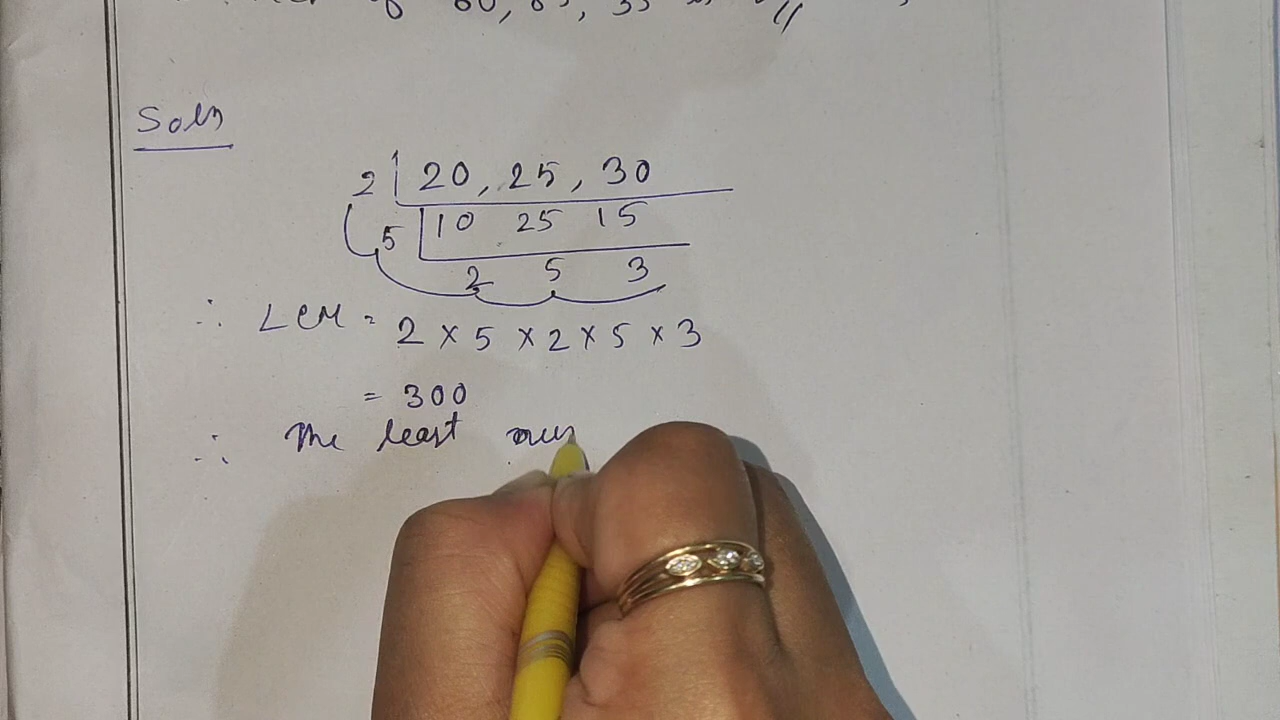 Soln
2 20, 25, 30
5 10 25 15
2 5 3
∴ LCM = 2 × 5 × 2 × 5 × 3
= 300
∴ The least